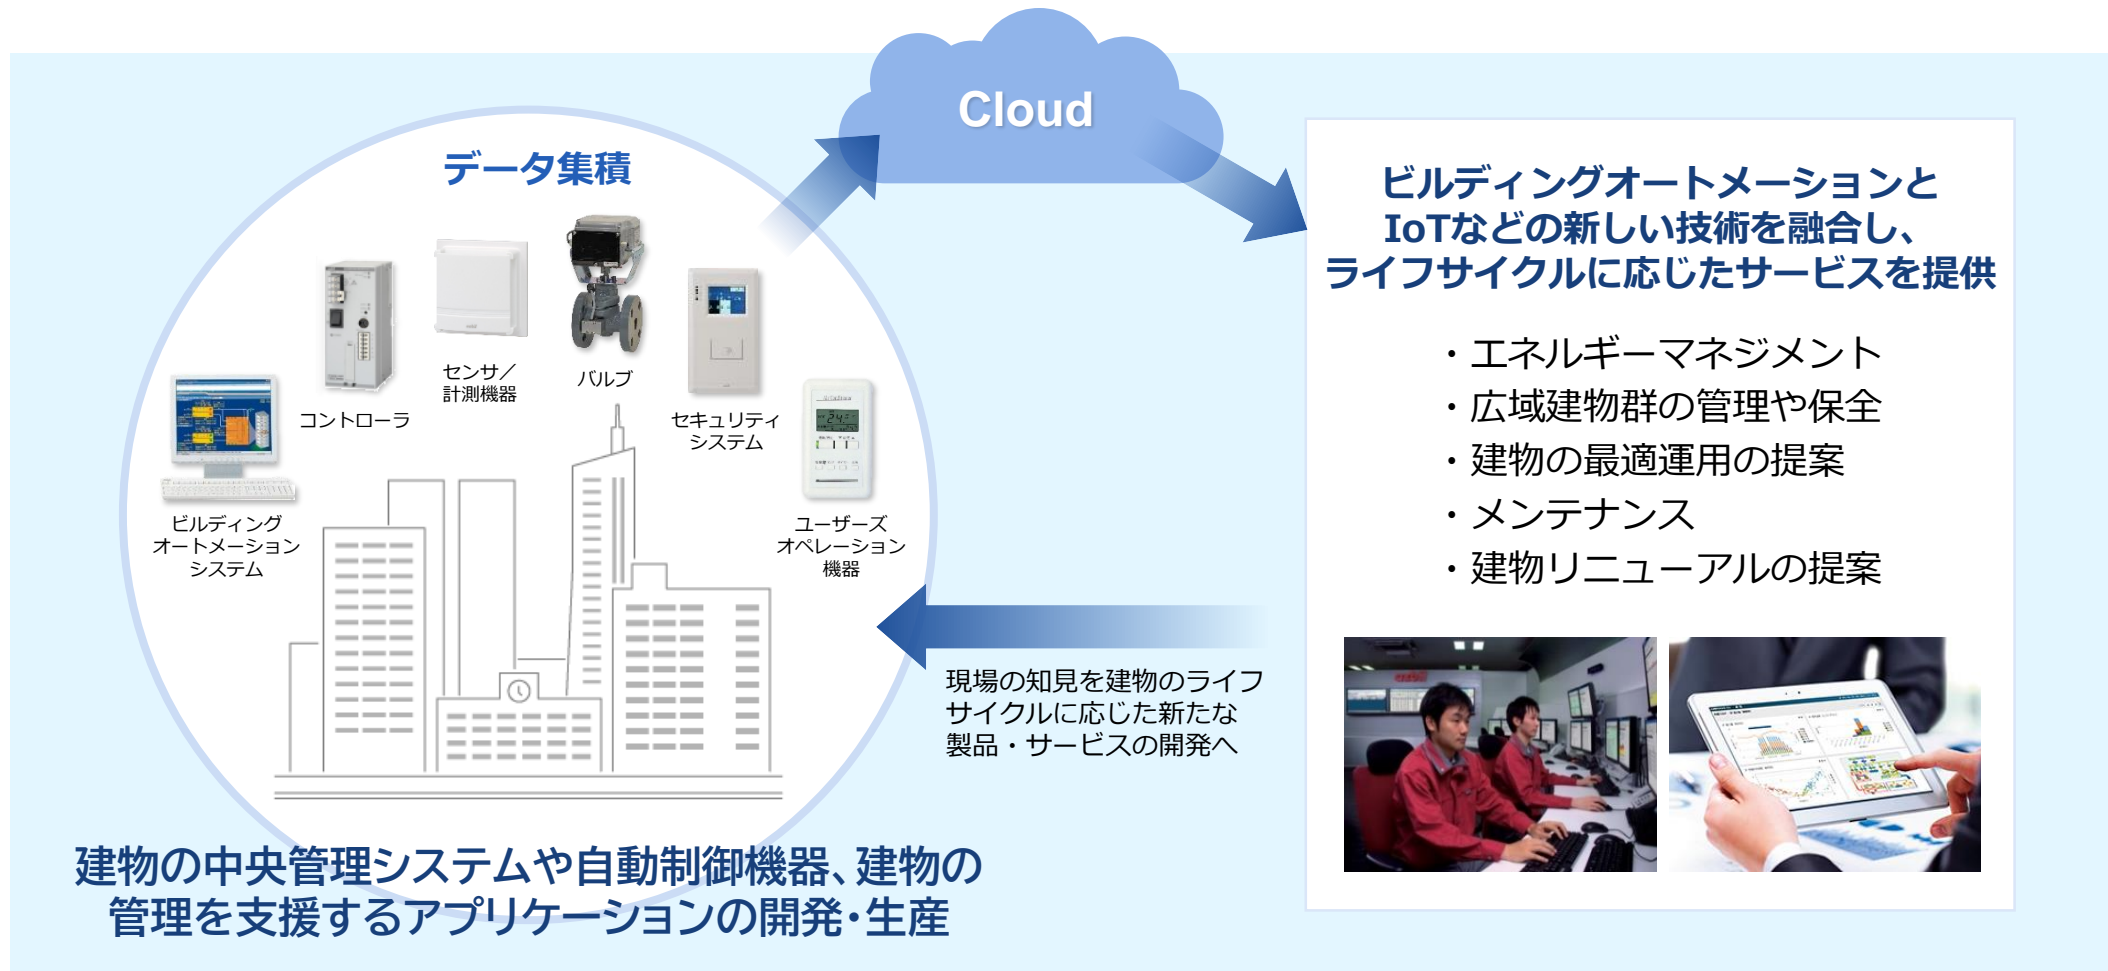 Cloud
データ集積
センサ／
計測機器
バルブ
コントローラ
セキュリティ
システム
ビルディング
オートメーション
システム
ユーザーズ
オペレーション
機器
建物の中央管理システムや自動制御機器、建物の
管理を支援するアプリケーションの開発・生産
ビルディングオートメーションと
IoTなどの新しい技術を融合し、
ライフサイクルに応じたサービスを提供
・エネルギーマネジメント
・広域建物群の管理や保全
・建物の最適運用の提案
・メンテナンス
・建物リニューアルの提案
azbil
現場の知見を建物のライフ
サイクルに応じた新たな
製品・サービスの開発へ